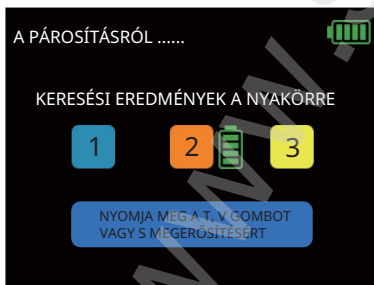 A PÁROSÍTÁSRÓL ......
KERESÉSI EREDMÉNYEK A NYAKÖRRE
1 2 3
NYOMJA MEG A T, V GOMBOT
VAGY S MEGERŐSÍTÉSÉRT